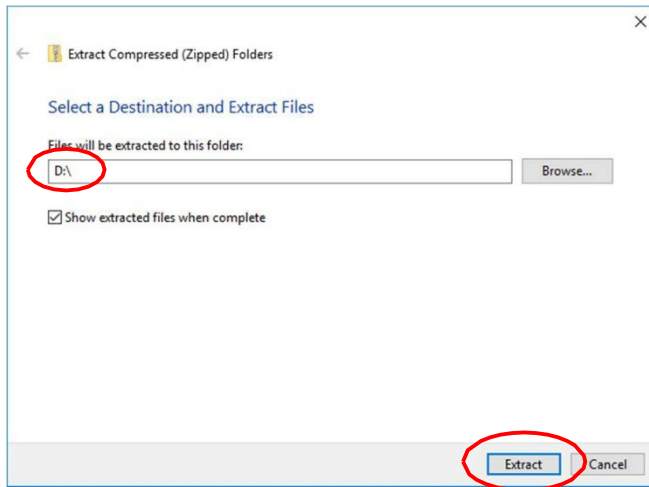 Extract Compressed (Zipped) Folders
Select a Destination and Extract Files
Files will be extracted to this folder:
D:\
Browse...
Show extracted files when complete
Extract
Cancel